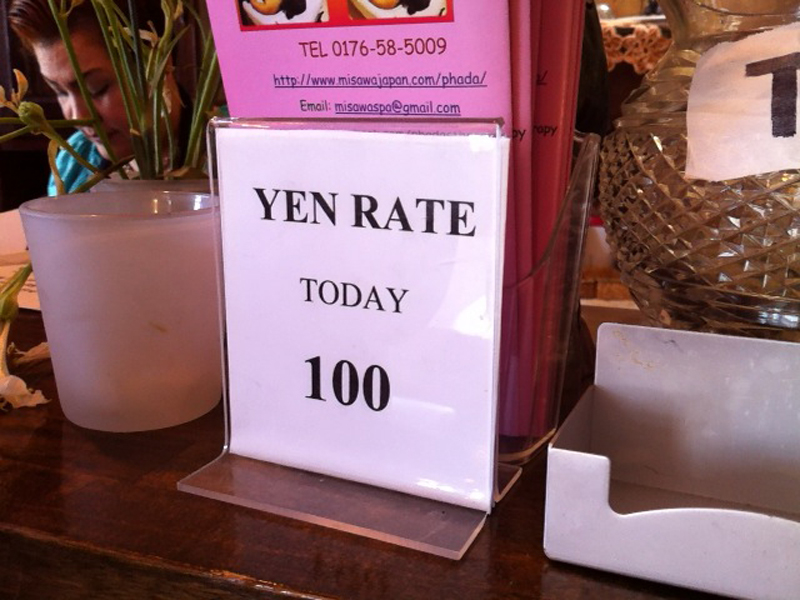 TEL 0176-58-5009
http://www.misawajapan.com/phada/
Email: misawaspa@gmail.com
YEN RATE
TODAY
100
T